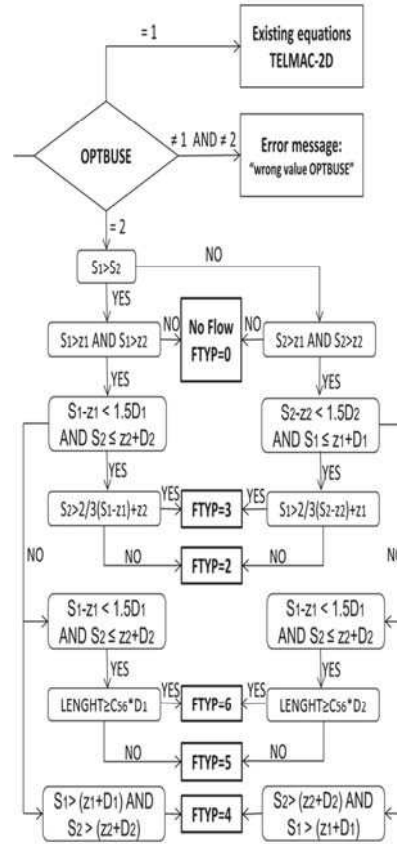 = 1
Existing equations
TELMAC-2D
OPTBUSE
≠ 1 AND ≠ 2
Error message:
"wrong value OPTBUSE"
= 2
S₁>S₂
NO
YES
S₁>z₁ AND S₁>z₂
NO
No Flow
FTYP=0
NO
S₂>z₁ AND S₂>z₂
YES
YES
S₁-z₁ < 1.5D₁
AND S₂ ≤ z₂+D₂
S₂-z₂ < 1.5D₂
AND S₁ ≤ z₁+D₁
YES
YES
S₂>2/3(S₁-z₁)+z₂
YES
FTYP=3
YES
S₁>2/3(S₂-z₂)+z₁
NO
NO
FTYP=2
NO
NO
S₁-z₁ < 1.5D₁
AND S₂ ≤ z₂+D₂
S₁-z₁ < 1.5D₁
AND S₂ ≤ z₂+D₂
YES
YES
LENGHT≥C₅₆*D₁
YES
FTYP=6
YES
LENGHT≥C₅₆*D₂
NO
FTYP=5
NO
S₁> (z₁+D₁) AND
S₂ > (z₂+D₂)
FTYP=4
S₂> (z₂+D₂) AND
S₁ > (z₁+D₁)